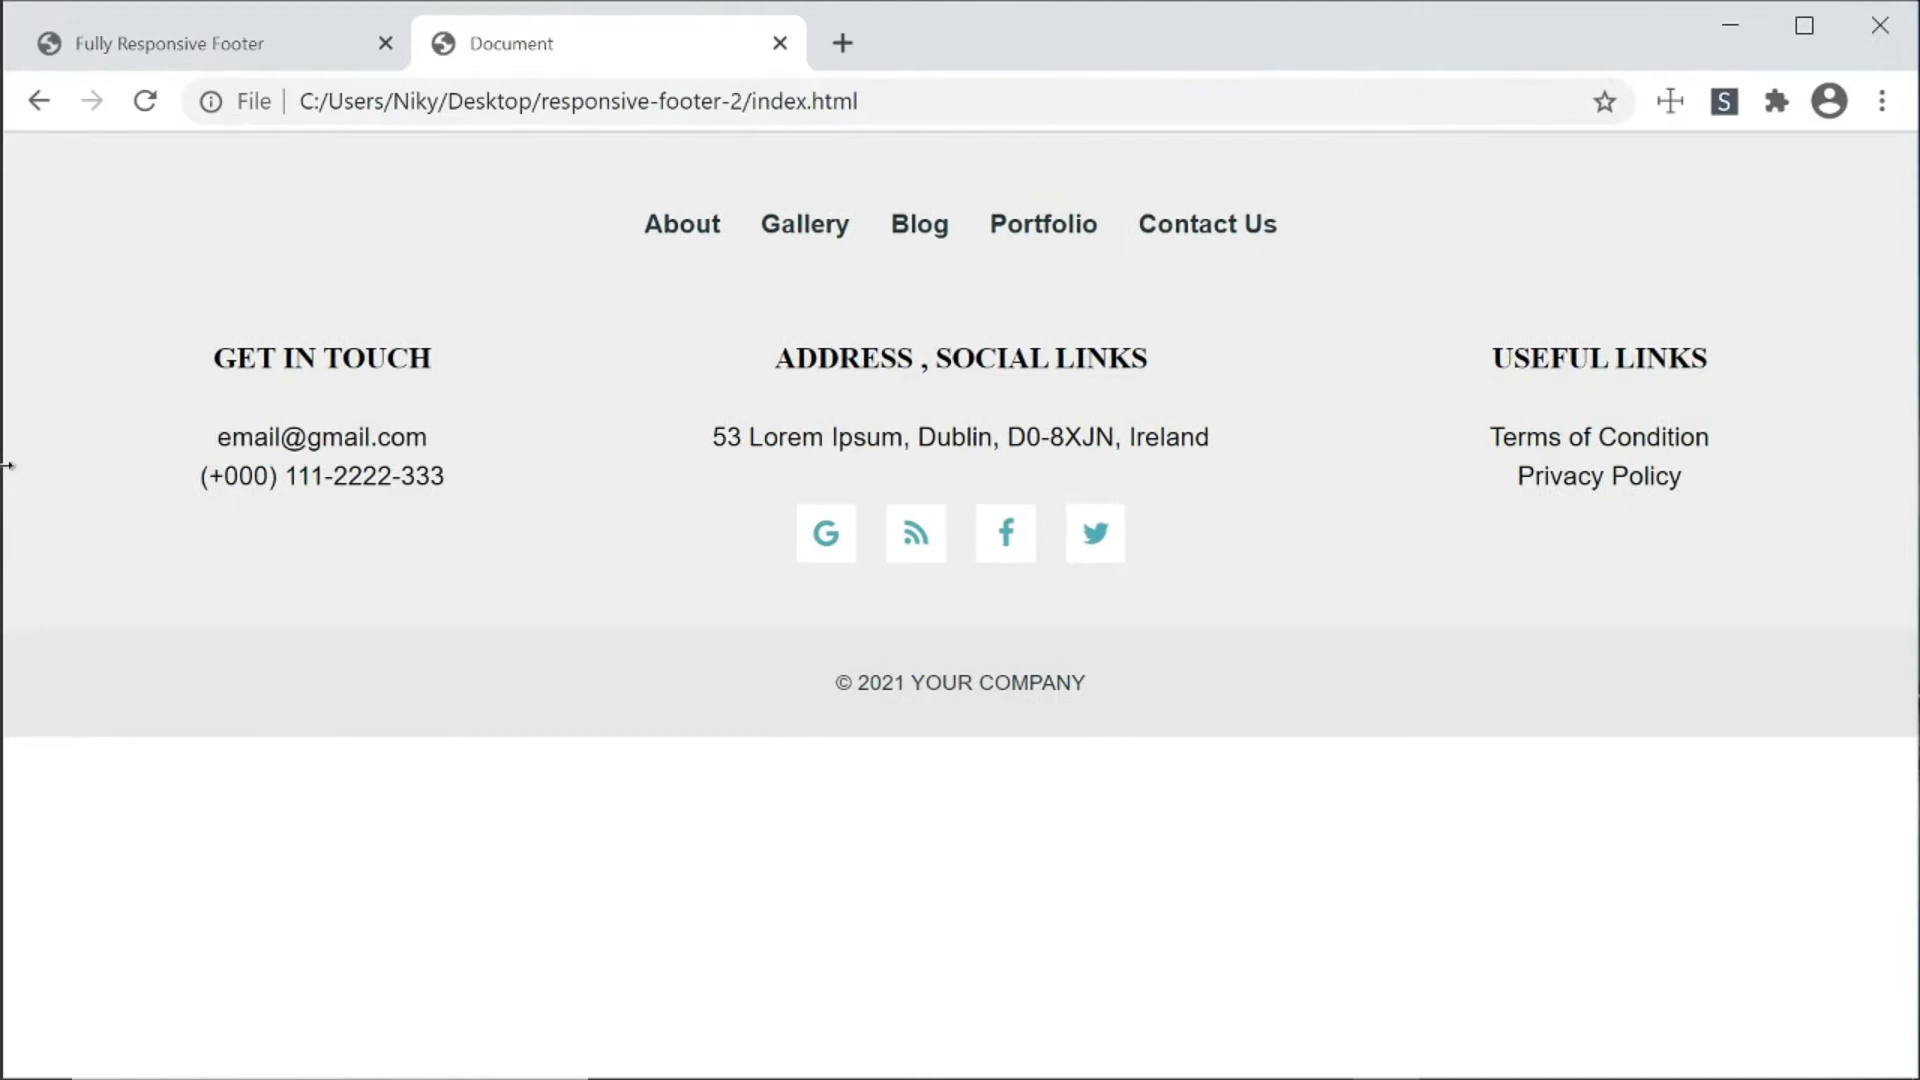 Fully Responsive Footer
Document
File C:/Users/Niky/Desktop/responsive-footer-2/index.html
S
About Gallery Blog Portfolio Contact Us
GET IN TOUCH
email@gmail.com
(+000) 111-2222-333
ADDRESS , SOCIAL LINKS
53 Lorem Ipsum, Dublin, D0-8XJN, Ireland
USEFUL LINKS
Terms of Condition
Privacy Policy
© 2021 YOUR COMPANY